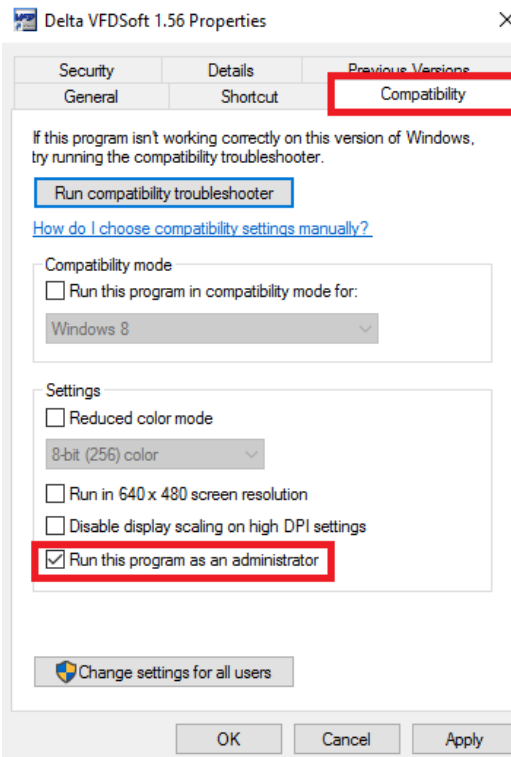 Delta VFDSoft 1.56 Properties
Security Details Previous Versions
General Shortcut Compatibility
If this program isn't working correctly on this version of Windows,
try running the compatibility troubleshooter.
Run compatibility troubleshooter
How do I choose compatibility settings manually?
Compatibility mode
Run this program in compatibility mode for:
Windows 8
Settings
Reduced color mode
8-bit (256) color
Run in 640 x 480 screen resolution
Disable display scaling on high DPI settings
Run this program as an administrator
Change settings for all users
OK Cancel Apply